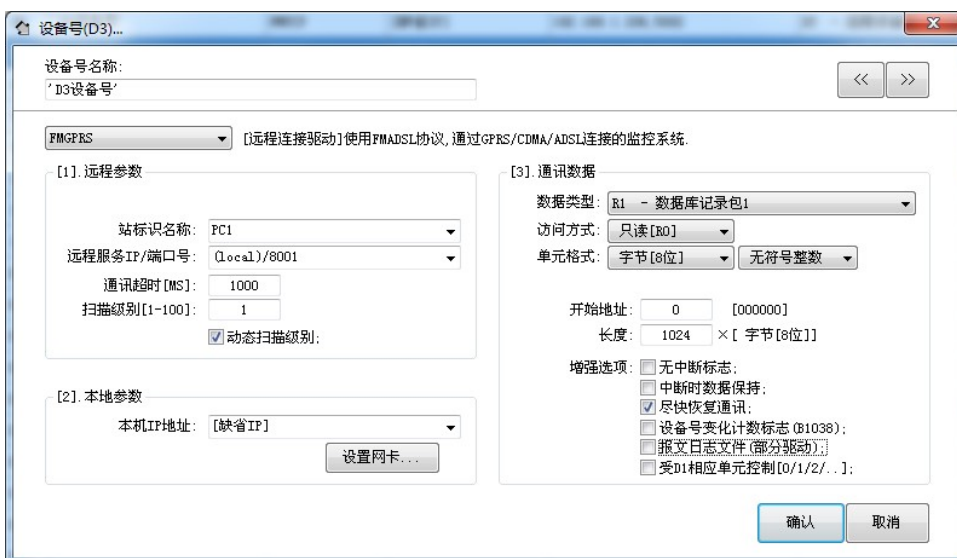 设备号(D3)...
设备号名称:
'D3设备号'
<< >>
FMGPRS [远程连接驱动]使用FMADSL协议,通过GPRS/CDMA/ADSL连接的监控系统.
[1].远程参数
站标识名称: PC1
远程服务IP/端口号: (local)/8001
通讯超时[MS]: 1000
扫描级别[1-100]: 1
动态扫描级别;
[2].本地参数
本机IP地址: [缺省IP]
设置网卡...
[3].通讯数据
数据类型: R1 - 数据库记录包1
访问方式: 只读[RO]
单元格式: 字节[8位] 无符号整数
开始地址: 0 [000000]
长度: 1024 ×[ 字节[8位]]
增强选项: 无中断标志;
中断时数据保持;
尽快恢复通讯;
设备号变化计数标志(B1038);
报文日志文件(部分驱动);
受D1相应单元控制[0/1/2/..];
确认 取消